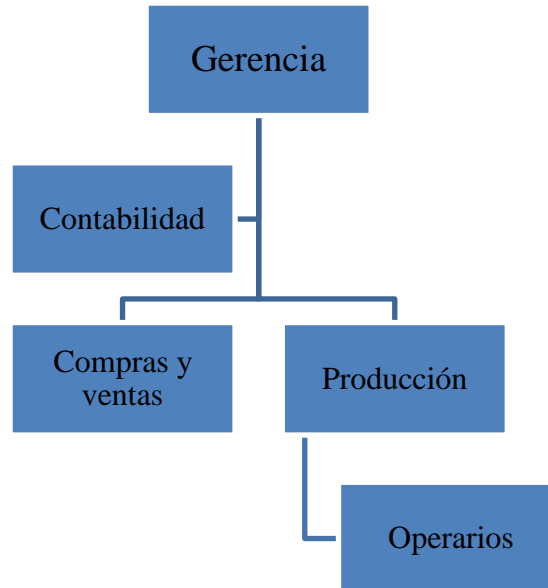 Gerencia
Contabilidad
Compras y
ventas
Producción
Operarios